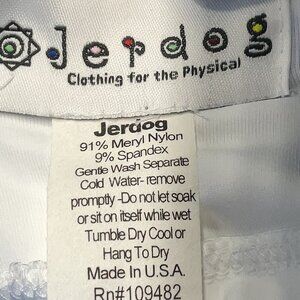 Jerdog
Clothing for the Physical
Jerdog
91% Meryl Nylon
9% Spandex
Gentle Wash Separate
Cold Water- remove
promptly -Do not let soak
or sit on itself while wet
Tumble Dry Cool or
Hang To Dry
Made In U.S.A.
Rn#109482